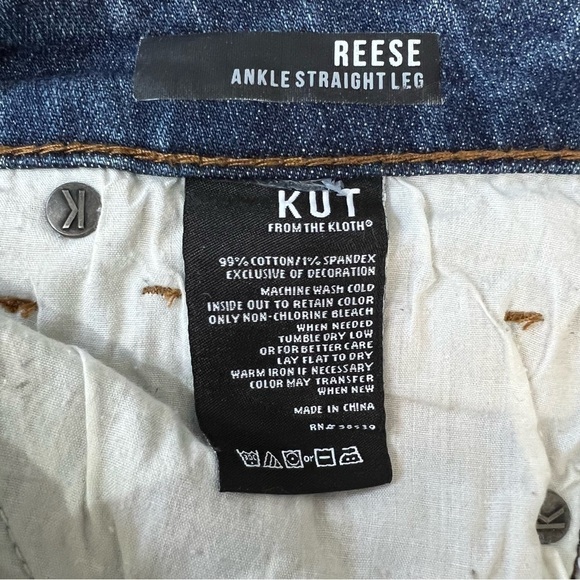 REESE
ANKLE STRAIGHT LEG
K
KUT
FROM THE KLOTH®
99% COTTON/1% SPANDEX
EXCLUSIVE OF DECORATION
MACHINE WASH COLD
INSIDE OUT TO RETAIN COLOR
ONLY NON-CHLORINE BLEACH
WHEN NEEDED
TUMBLE DRY LOW
OR FOR BETTER CARE
LAY FLAT TO DRY
WARM IRON IF NECESSARY
COLOR MAY TRANSFER
WHEN NEW
MADE IN CHINA
RN#
or
K